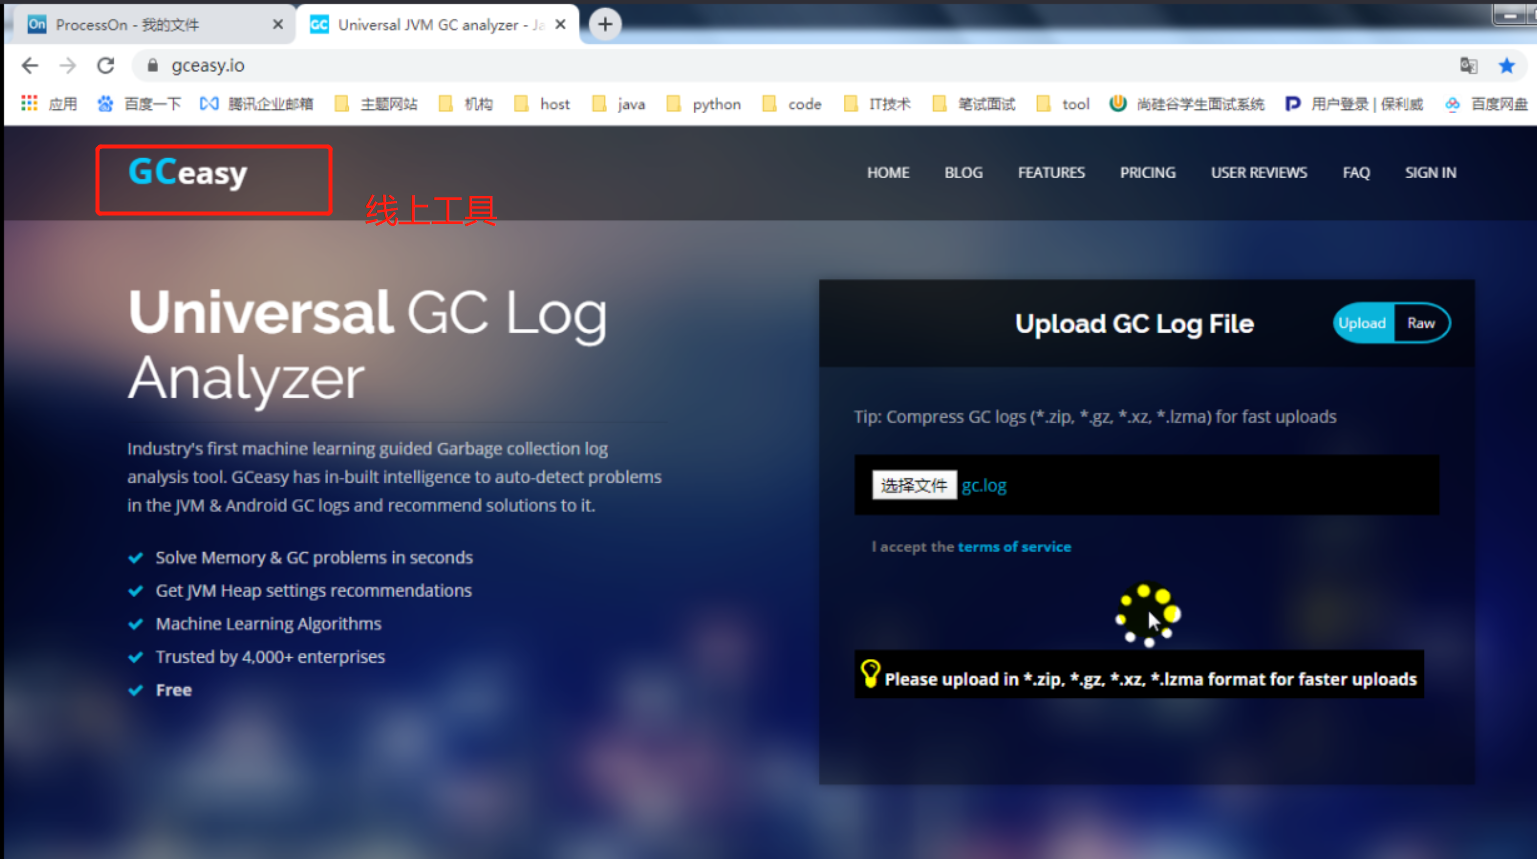 ProcessOn - 我的文件
Universal JVM GC analyzer - Ja
gceasy.io
应用 百度一下 腾讯企业邮箱 主题网站 机构 host java python code IT技术 笔试面试 tool 尚硅谷学生面试系统 用户登录 | 保利威 百度网盘
GCeasy
HOME BLOG FEATURES PRICING USER REVIEWS FAQ SIGN IN
线上工具
Universal GC Log
Analyzer
Industry's first machine learning guided Garbage collection log
analysis tool. GCeasy has in-built intelligence to auto-detect problems
in the JVM & Android GC logs and recommend solutions to it.
Solve Memory & GC problems in seconds
Get JVM Heap settings recommendations
Machine Learning Algorithms
Trusted by 4,000+ enterprises
Free
Upload GC Log File
Upload Raw
Tip: Compress GC logs (*.zip, *.gz, *.xz, *.lzma) for fast uploads
选择文件 gc.log
I accept the terms of service
Please upload in *.zip, *.gz, *.xz, *.lzma format for faster uploads